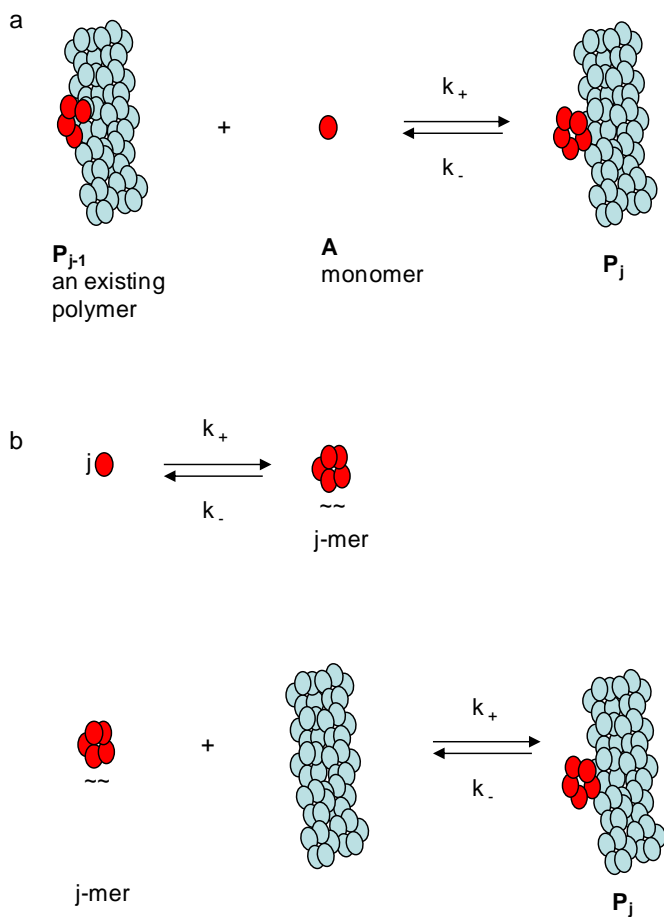 a
+
k+
k-
Pj-1
an existing
polymer
A
monomer
Pj
b
j
k+
k-
~~
j-mer
+
k+
k-
~~
j-mer
Pj